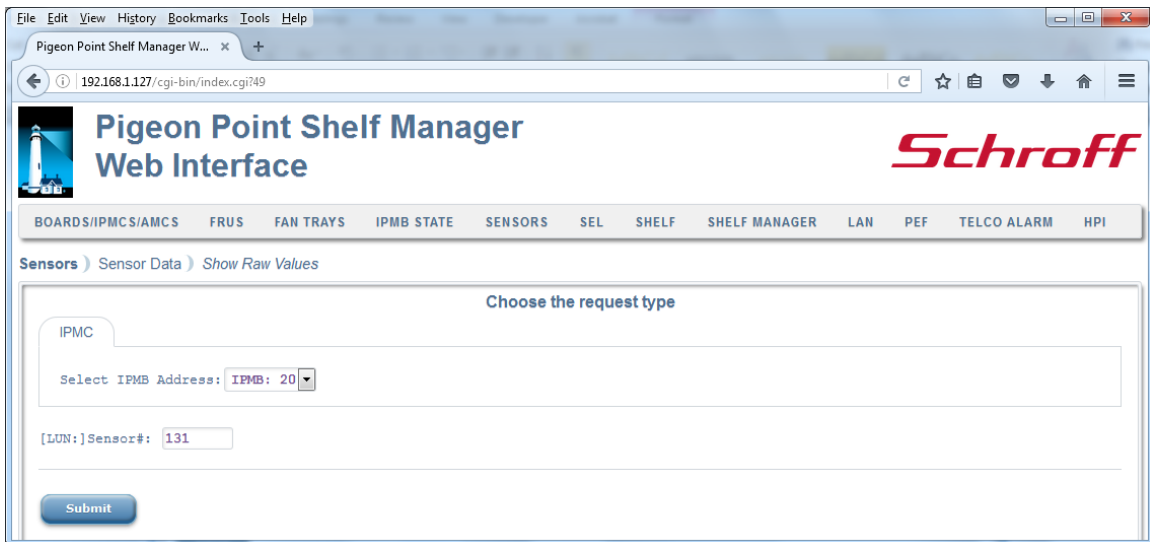 File Edit View History Bookmarks Tools Help
Pigeon Point Shelf Manager W... × +
192.168.1.127/cgi-bin/index.cgi?49
Pigeon Point Shelf Manager
Web Interface
Schroff
BOARDS/IPMCS/AMCS FRUS FAN TRAYS IPMB STATE SENSORS SEL SHELF SHELF MANAGER LAN PEF TELCO ALARM HPI
Sensors ) Sensor Data ) Show Raw Values
Choose the request type
IPMC
Select IPMB Address: IPMB: 20
[LUN:]Sensor#: 131
Submit